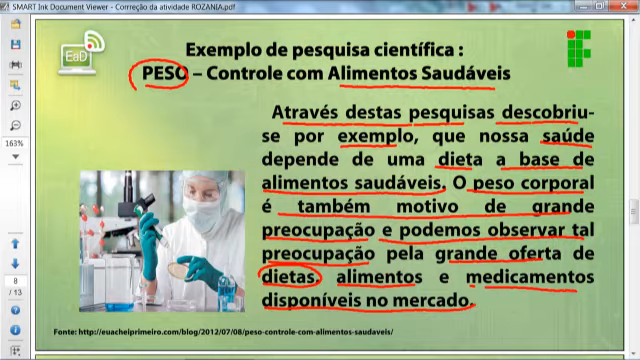 SMART Ink Document Viewer - Correção da atividade ROZANIA.pdf
EaD
Exemplo de pesquisa científica :
PESO – Controle com Alimentos Saudáveis
Através destas pesquisas descobriu-
se por exemplo, que nossa saúde
depende de uma dieta a base de
alimentos saudáveis. O peso corporal
é também motivo de grande
preocupação e podemos observar tal
preocupação pela grande oferta de
dietas, alimentos e medicamentos
disponíveis no mercado.
163%
8
/ 13
Fonte: http://euacheiprimeiro.com/blog/2012/07/08/peso-controle-com-alimentos-saudaveis/